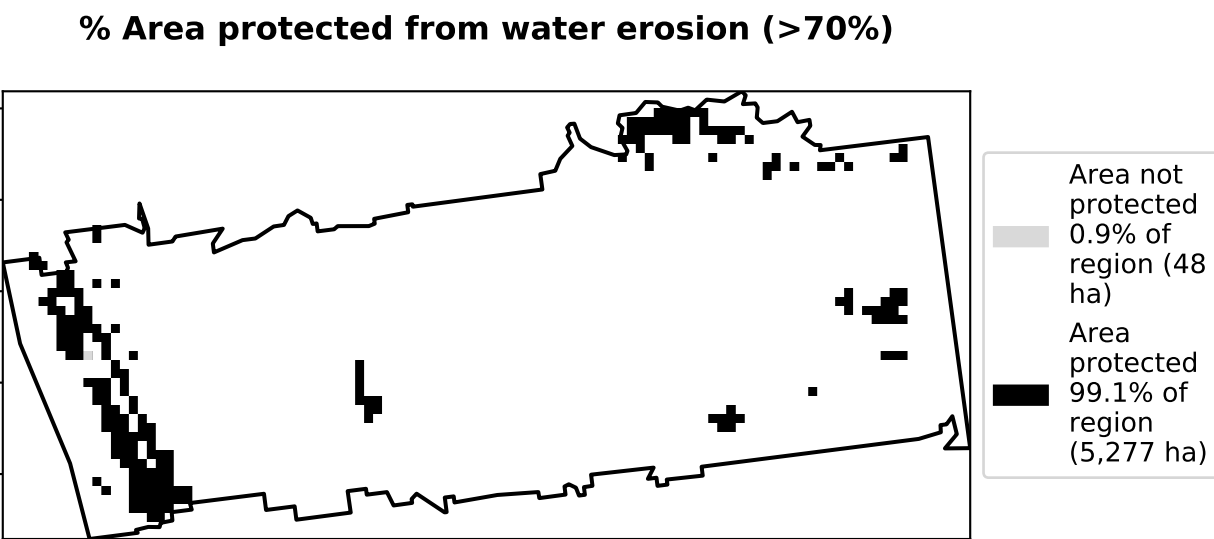 % Area protected from water erosion (>70%)
Area not
protected
0.9% of
region (48
ha)
Area
protected
99.1% of
region
(5,277 ha)